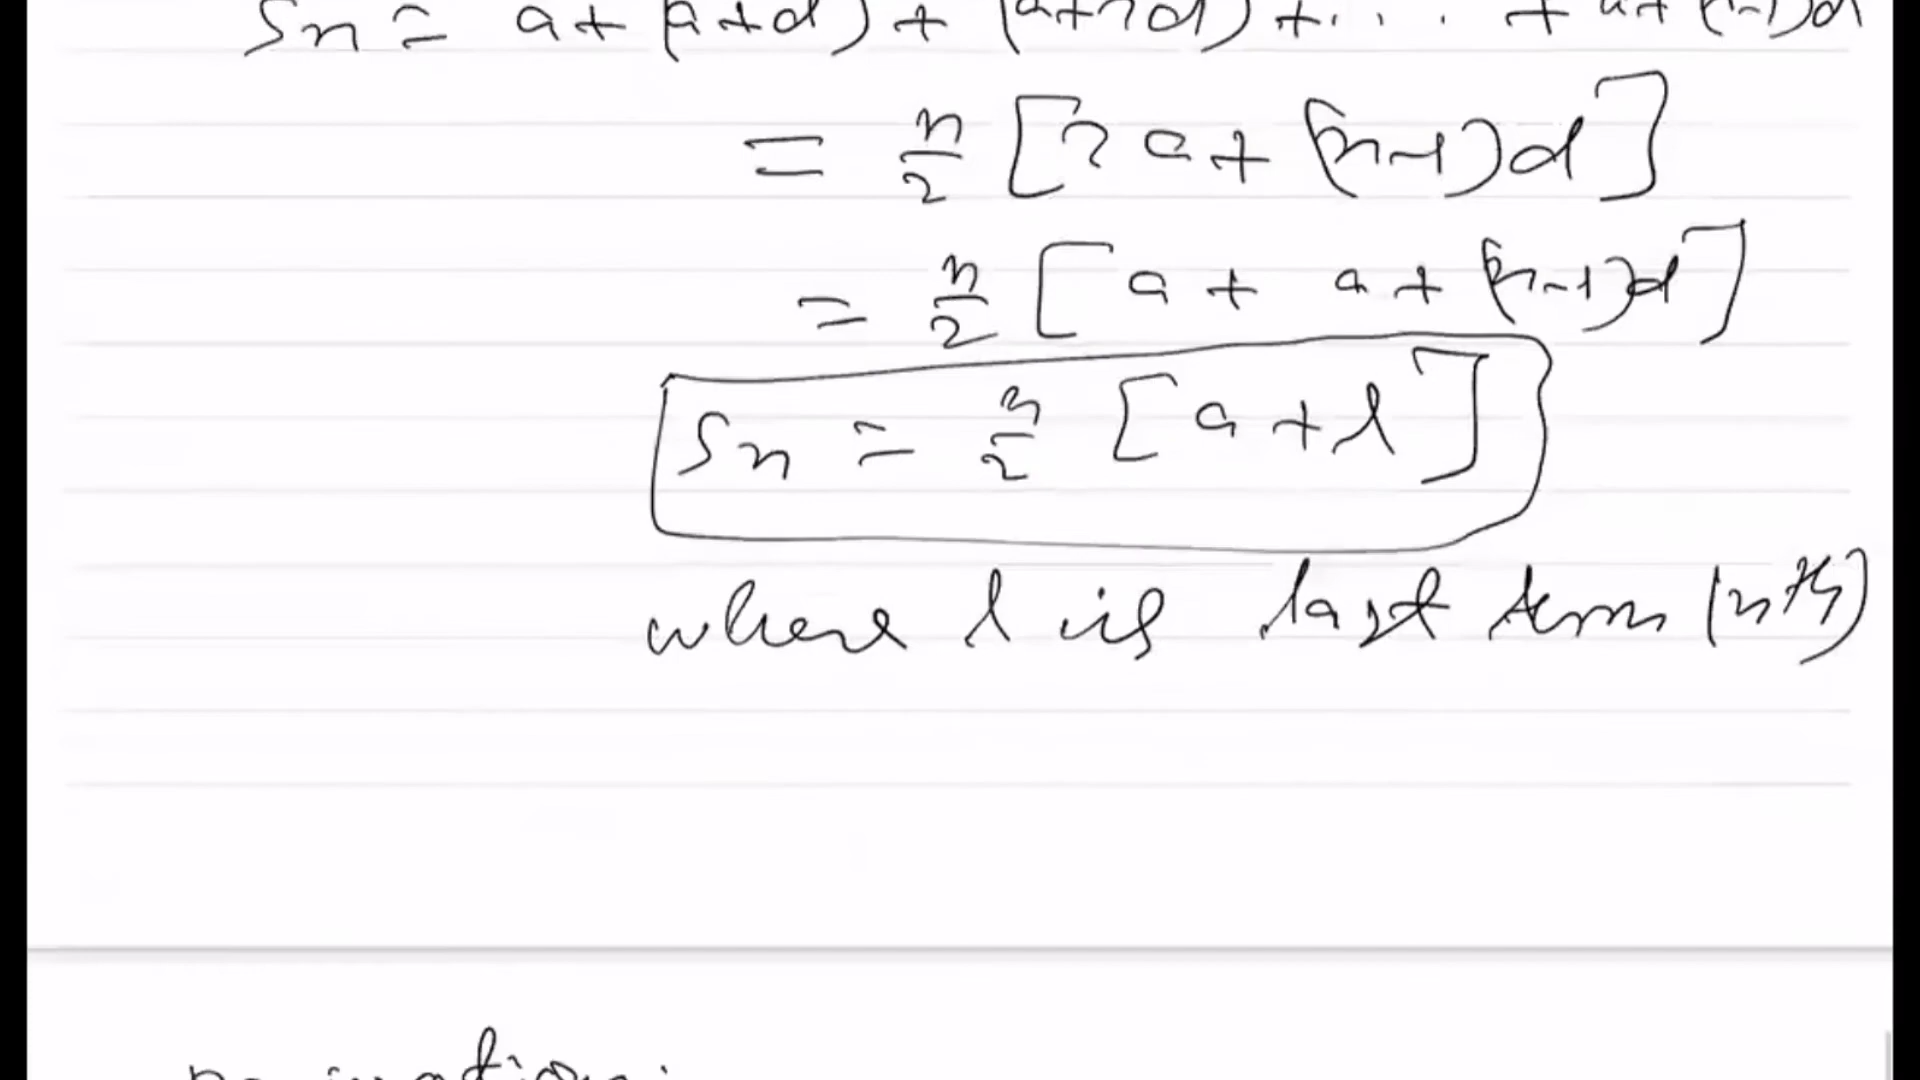 Sn = a + (a+d) + (a+2d) + . . . + a+(n-1)d
= n/2 [2a + (n-1)d]
= n/2 [a + a + (n-1)d]
Sn = n/2 [a + l]
where l is last term (nth)